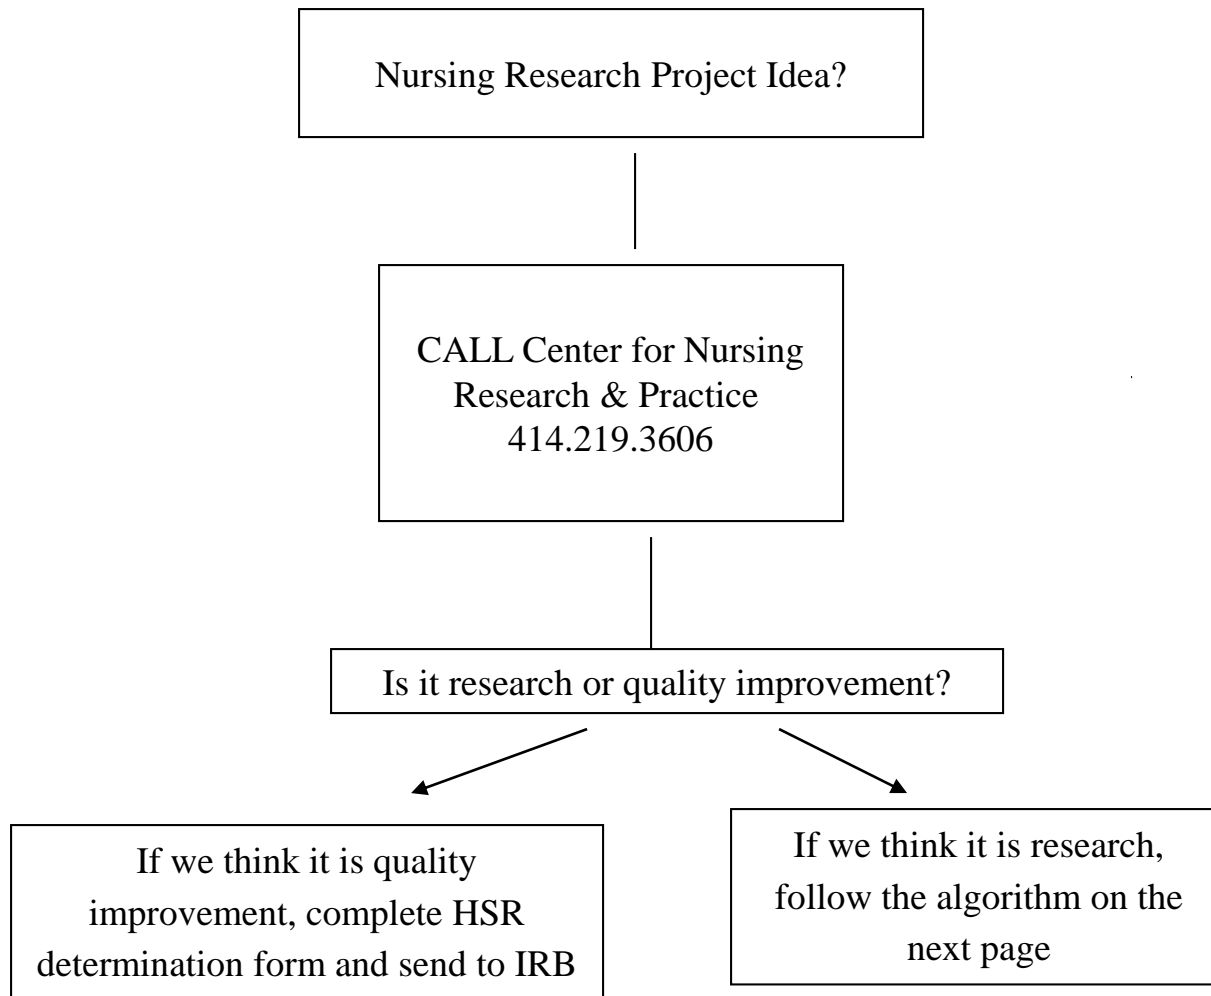 Nursing Research Project Idea?
CALL Center for Nursing
Research & Practice
414.219.3606
Is it research or quality improvement?
If we think it is quality
improvement, complete HSR
determination form and send to IRB
If we think it is research,
follow the algorithm on the
next page